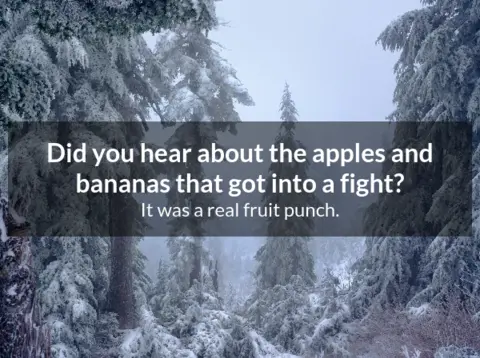 Did you hear about the apples and
bananas that got into a fight?
It was a real fruit punch.